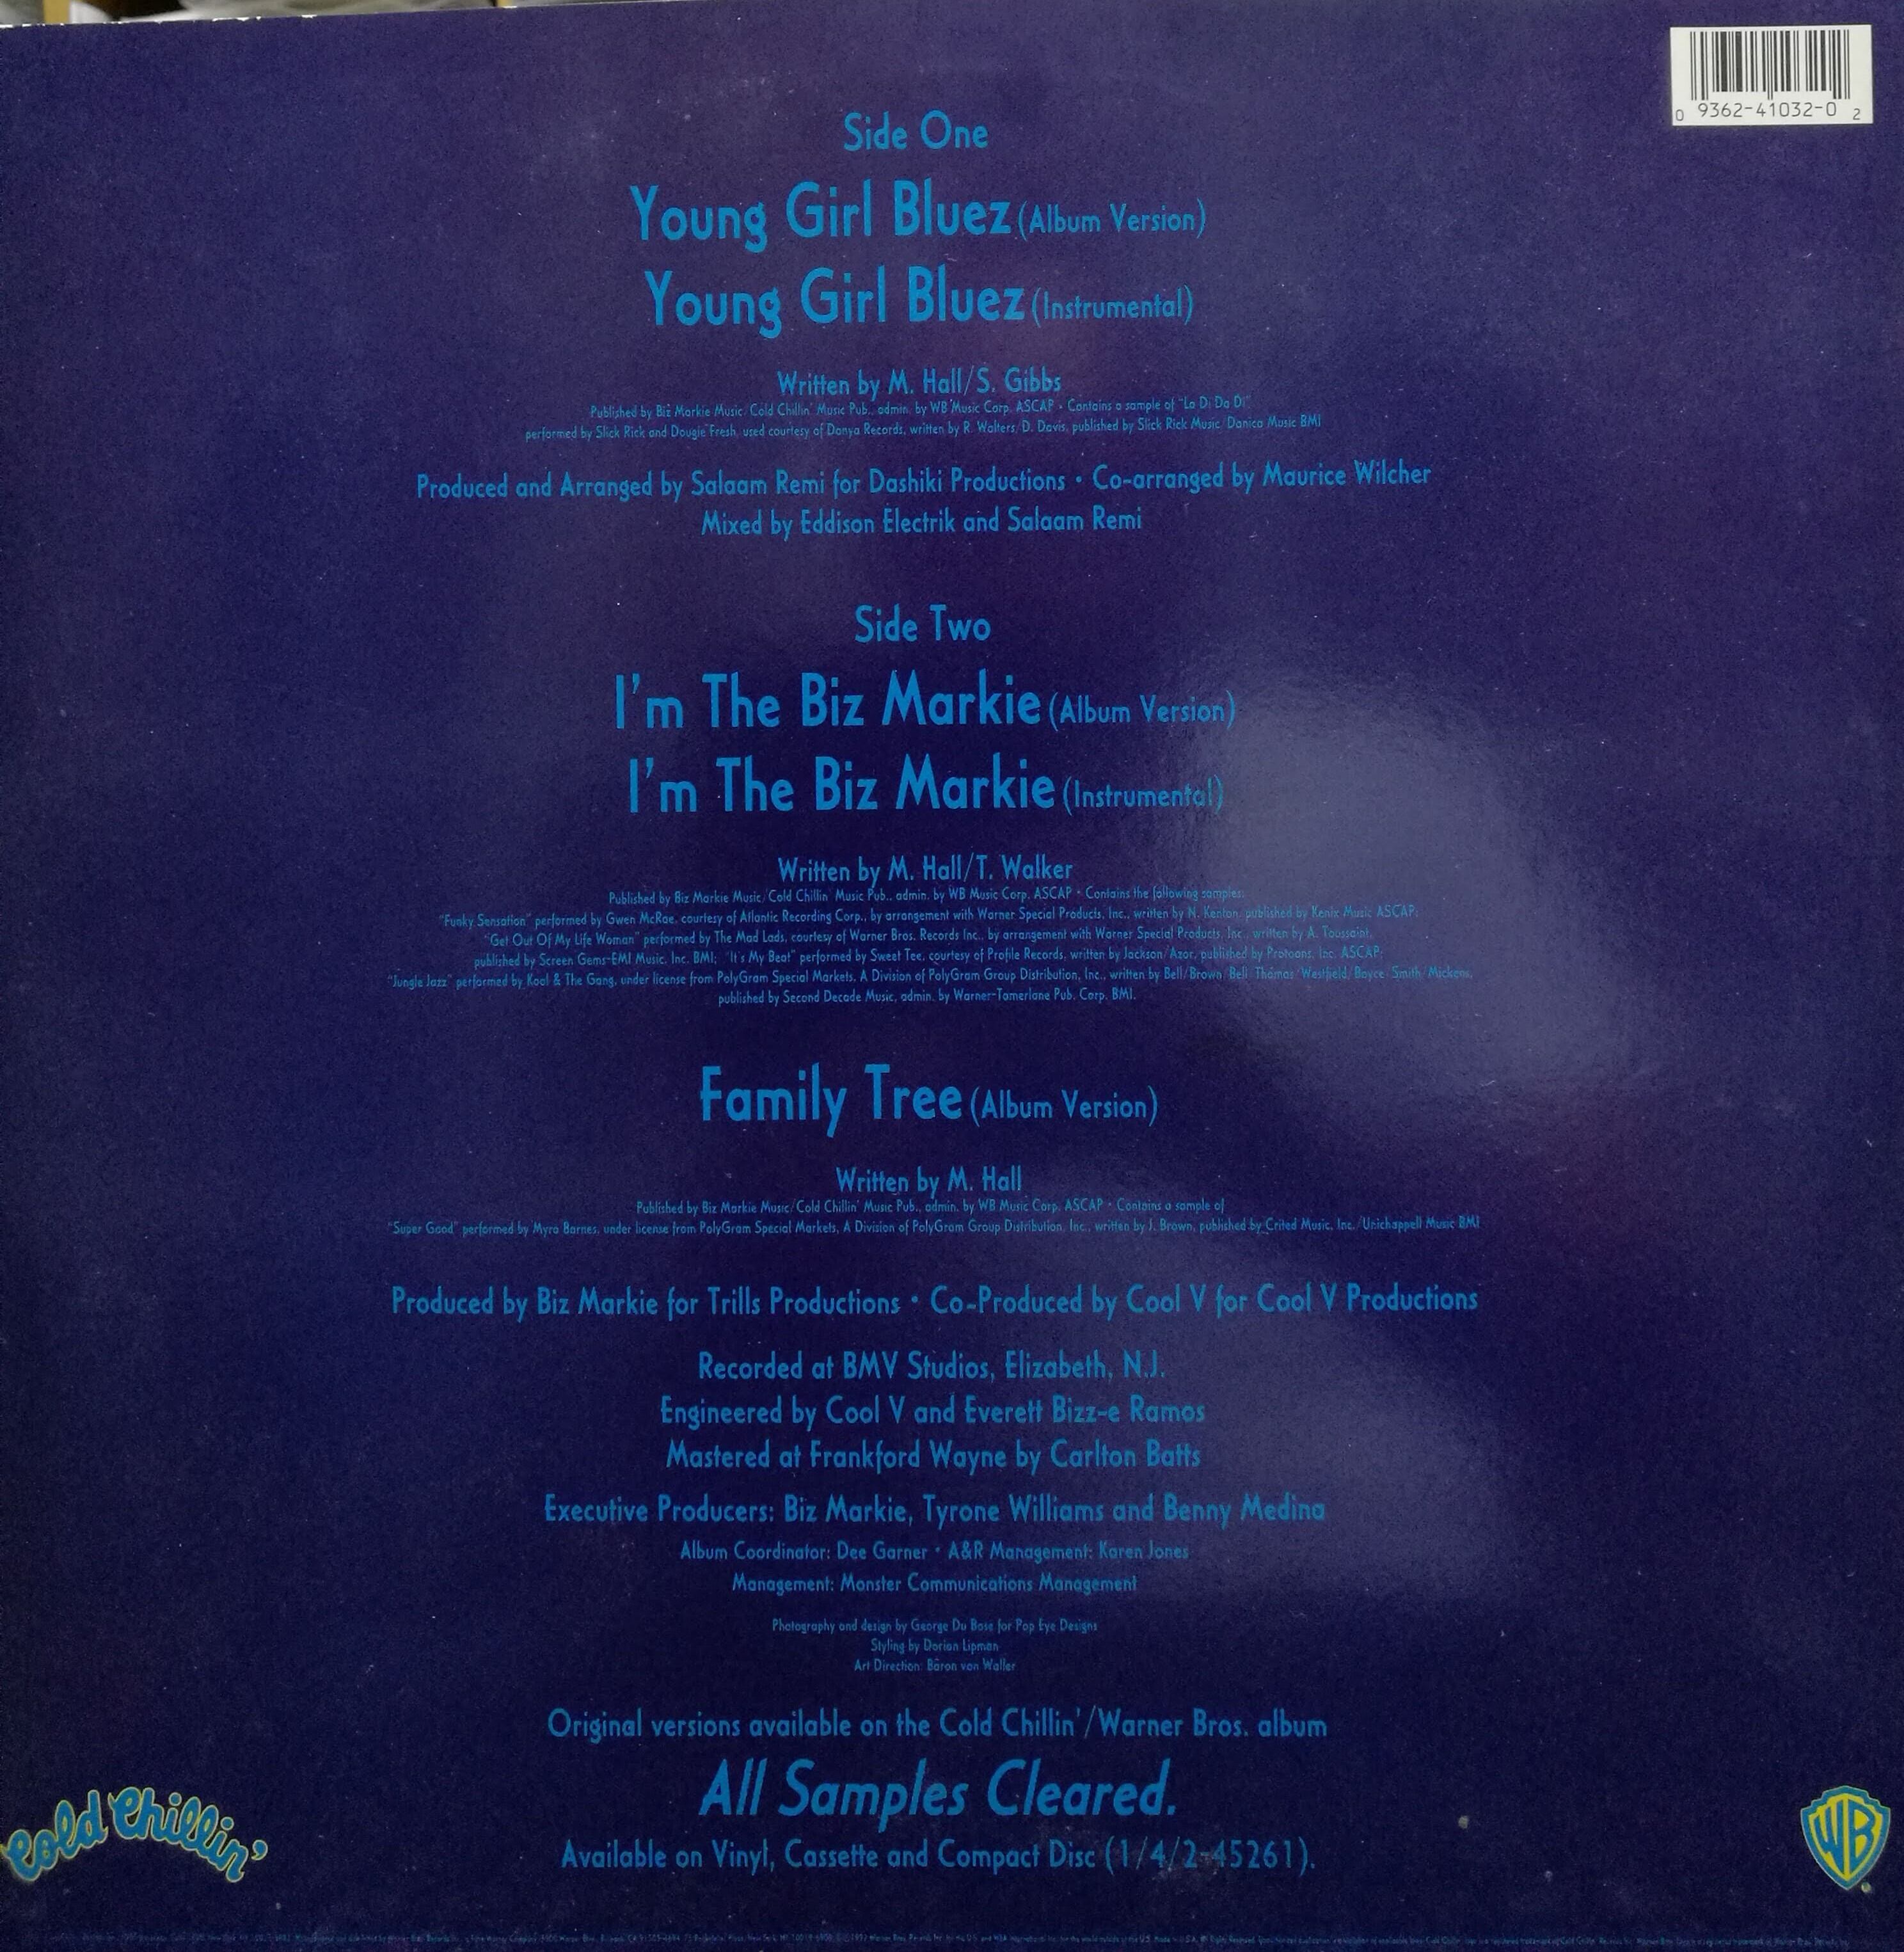 0 9362-41032-0 2
Side One
Young Girl Bluez (Album Version)
Young Girl Bluez (Instrumental)
Written by M. Hall/S. Gibbs
Published by Biz Markie Music/Cold Chillin' Music Pub., admin. by WB Music Corp. ASCAP • Contains a sample of "La Di Da Di"
performed by Slick Rick and Dougie Fresh, used courtesy of Danya Records, written by R. Walters/D. Davis, published by Slick Rick Music/Danica Music BMI
Produced and Arranged by Salaam Remi for Dashiki Productions • Co-arranged by Maurice Wilcher
Mixed by Eddison Electrik and Salaam Remi
Side Two
I'm The Biz Markie (Album Version)
I'm The Biz Markie (Instrumental)
Written by M. Hall/T. Walker
Published by Biz Markie Music/Cold Chillin' Music Pub., admin. by WB Music Corp. ASCAP • Contains the following samples:
"Funky Sensation" performed by Gwen McRae, courtesy of Atlantic Recording Corp., by arrangement with Warner Special Products, Inc., written by N. Kenton, published by Kenix Music ASCAP;
"Get Out Of My Life Woman" performed by The Mad Lads, courtesy of Warner Bros. Records Inc., by arrangement with Warner Special Products, Inc., written by A. Toussaint,
published by Screen Gems-EMI Music, Inc. BMI; "It's My Beat" performed by Sweet Tee, courtesy of Profile Records, written by Jackson/Azor, published by Protoons, Inc. ASCAP;
"Jungle Jazz" performed by Kool & The Gang, under license from PolyGram Special Markets, A Division of PolyGram Group Distribution, Inc., written by Bell/Brown/Bell/Thomas/Westfield/Boyce/Smith/Mickens,
published by Second Decade Music, admin. by Warner-Tamerlane Pub. Corp. BMI.
Family Tree (Album Version)
Written by M. Hall
Published by Biz Markie Music/Cold Chillin' Music Pub., admin. by WB Music Corp. ASCAP • Contains a sample of
"Super Good" performed by Myra Barnes, under license from PolyGram Special Markets, A Division of PolyGram Group Distribution, Inc., written by J. Brown, published by Crited Music, Inc./Unichappell Music BMI
Produced by Biz Markie for Trills Productions • Co-Produced by Cool V for Cool V Productions
Recorded at BMV Studios, Elizabeth, N.J.
Engineered by Cool V and Everett Bizz-e Ramos
Mastered at Frankford Wayne by Carlton Batts
Executive Producers: Biz Markie, Tyrone Williams and Benny Medina
Album Coordinator: Dee Garner • A&R Management: Karen Jones
Management: Monster Communications Management
Photography and design by George Du Bose for Pop Eye Designs
Styling by Dorian Lipman
Art Direction: Bâron van Waller
Original versions available on the Cold Chillin'/Warner Bros. album
All Samples Cleared.
Available on Vinyl, Cassette and Compact Disc (1/4/2-45261).
Cold Chillin'
WB